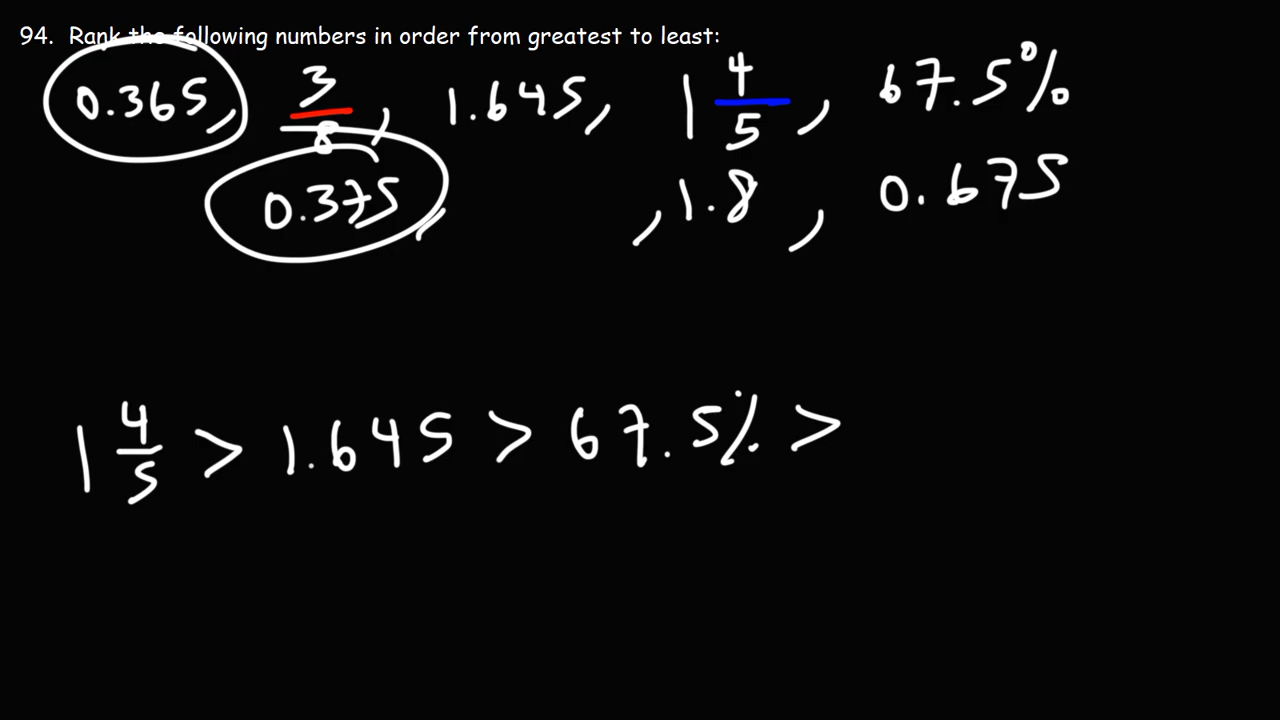 94. Rank the following numbers in order from greatest to least:
0.365, 3/8, 1.645, 1 4/5, 67.5%
0.375, , 1.8, 0.675
1 4/5 > 1.645 > 67.5% >